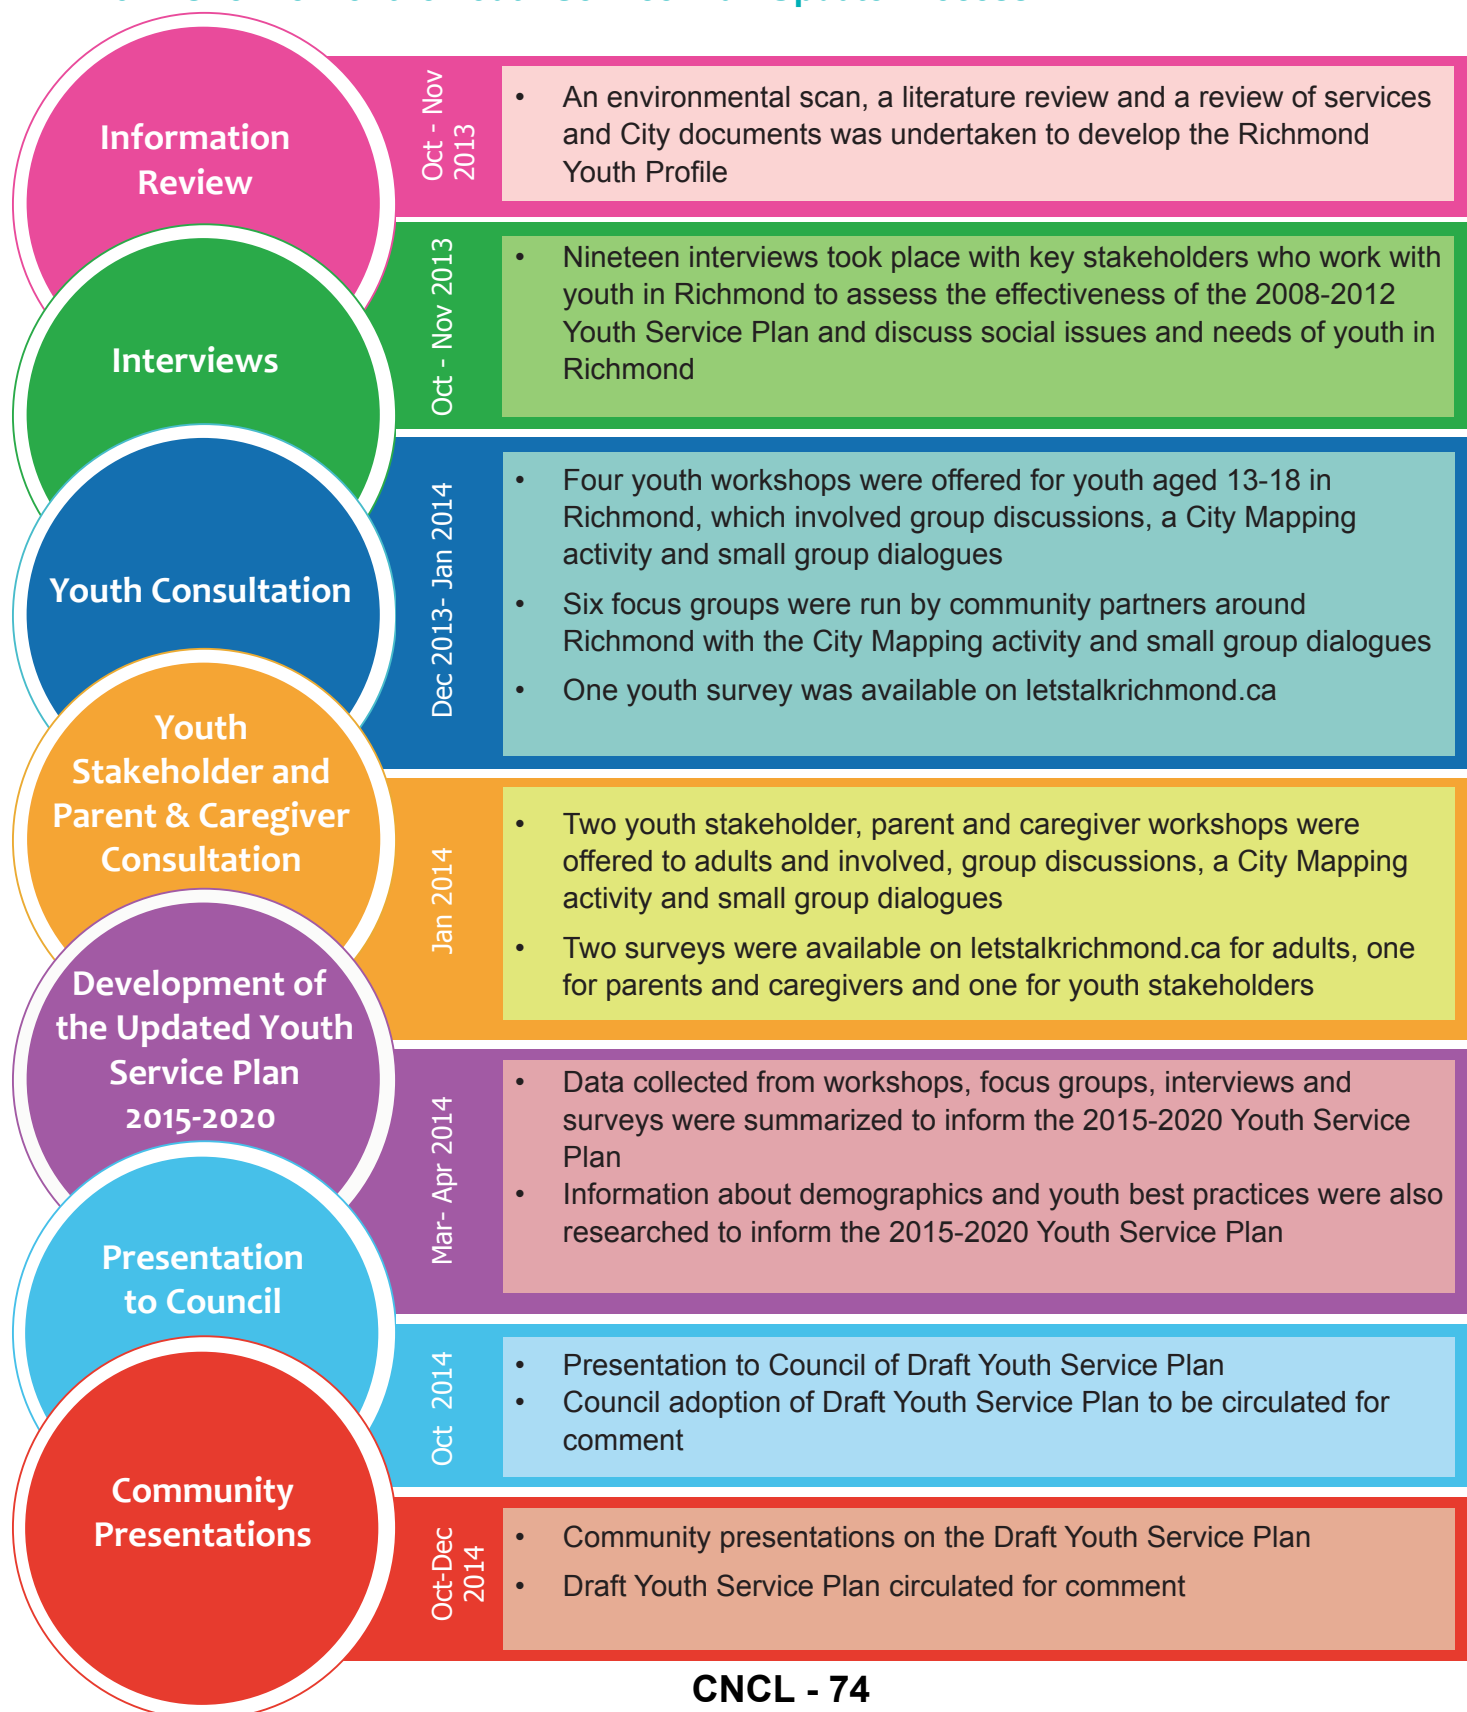 Information
Review
Oct - Nov
2013
• An environmental scan, a literature review and a review of services
and City documents was undertaken to develop the Richmond
Youth Profile
Interviews
Oct - Nov 2013
• Nineteen interviews took place with key stakeholders who work with
youth in Richmond to assess the effectiveness of the 2008-2012
Youth Service Plan and discuss social issues and needs of youth in
Richmond
Youth Consultation
Dec 2013- Jan 2014
• Four youth workshops were offered for youth aged 13-18 in
Richmond, which involved group discussions, a City Mapping
activity and small group dialogues
• Six focus groups were run by community partners around
Richmond with the City Mapping activity and small group dialogues
• One youth survey was available on letstalkrichmond.ca
Youth
Stakeholder and
Parent & Caregiver
Consultation
Jan 2014
• Two youth stakeholder, parent and caregiver workshops were
offered to adults and involved, group discussions, a City Mapping
activity and small group dialogues
• Two surveys were available on letstalkrichmond.ca for adults, one
for parents and caregivers and one for youth stakeholders
Development of
the Updated Youth
Service Plan
2015-2020
Mar- Apr 2014
• Data collected from workshops, focus groups, interviews and
surveys were summarized to inform the 2015-2020 Youth Service
Plan
• Information about demographics and youth best practices were also
researched to inform the 2015-2020 Youth Service Plan
Presentation
to Council
Oct 2014
• Presentation to Council of Draft Youth Service Plan
• Council adoption of Draft Youth Service Plan to be circulated for
comment
Community
Presentations
Oct-Dec
2014
• Community presentations on the Draft Youth Service Plan
• Draft Youth Service Plan circulated for comment
CNCL - 74